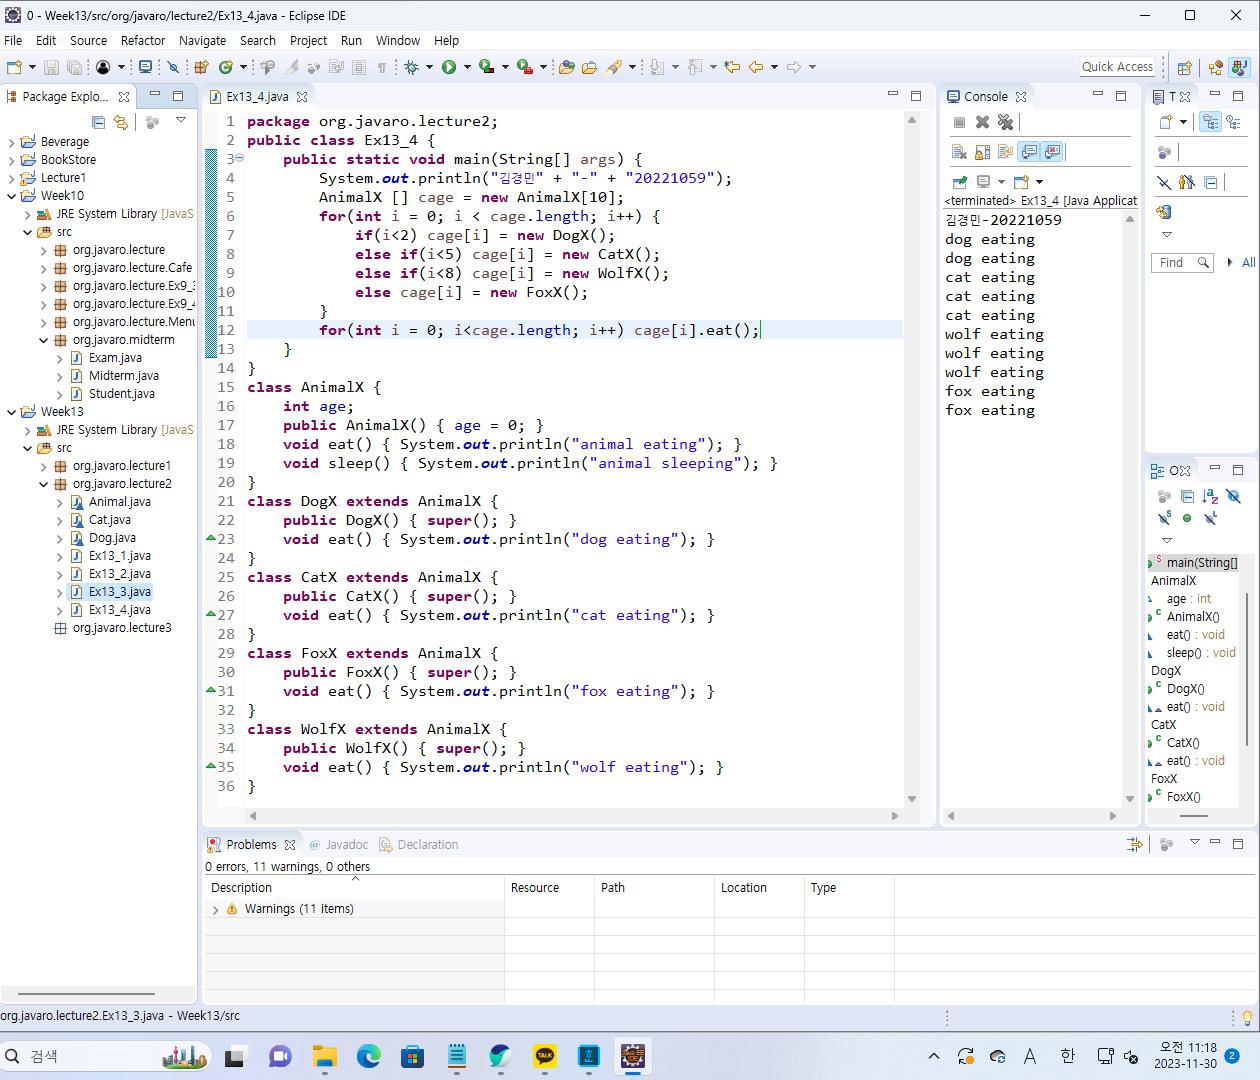 0 - Week13/src/org/javaro/lecture2/Ex13_4.java - Eclipse IDE
File Edit Source Refactor Navigate Search Project Run Window Help
Quick Access
Package Explo...
Beverage
BookStore
Lecture1
Week10
JRE System Library [JavaS
src
org.javaro.lecture
org.javaro.lecture.Cafe
org.javaro.lecture.Ex9_3
org.javaro.lecture.Ex9_4
org.javaro.lecture.Menu
org.javaro.midterm
Exam.java
Midterm.java
Student.java
Week13
JRE System Library [JavaS
src
org.javaro.lecture1
org.javaro.lecture2
Animal.java
Cat.java
Dog.java
Ex13_1.java
Ex13_2.java
Ex13_3.java
Ex13_4.java
org.javaro.lecture3
Ex13_4.java
1 package org.javaro.lecture2;
2 public class Ex13_4 {
3 public static void main(String[] args) {
4 System.out.println("김경민" + "-" + "20221059");
5 AnimalX [] cage = new AnimalX[10];
6 for(int i = 0; i < cage.length; i++) {
7 if(i<2) cage[i] = new DogX();
8 else if(i<5) cage[i] = new CatX();
9 else if(i<8) cage[i] = new WolfX();
10 else cage[i] = new FoxX();
11 }
12 for(int i = 0; i<cage.length; i++) cage[i].eat();
13 }
14 }
15 class AnimalX {
16 int age;
17 public AnimalX() { age = 0; }
18 void eat() { System.out.println("animal eating"); }
19 void sleep() { System.out.println("animal sleeping"); }
20 }
21 class DogX extends AnimalX {
22 public DogX() { super(); }
23 void eat() { System.out.println("dog eating"); }
24 }
25 class CatX extends AnimalX {
26 public CatX() { super(); }
27 void eat() { System.out.println("cat eating"); }
28 }
29 class FoxX extends AnimalX {
30 public FoxX() { super(); }
31 void eat() { System.out.println("fox eating"); }
32 }
33 class WolfX extends AnimalX {
34 public WolfX() { super(); }
35 void eat() { System.out.println("wolf eating"); }
36 }
Console
<terminated> Ex13_4 [Java Applicat
김경민-20221059
dog eating
dog eating
cat eating
cat eating
cat eating
wolf eating
wolf eating
wolf eating
fox eating
fox eating
T
Find All
O
main(String[]
AnimalX
age : int
AnimalX()
eat() : void
sleep() : void
DogX
DogX()
eat() : void
CatX
CatX()
eat() : void
FoxX
FoxX()
Problems @ Javadoc Declaration
0 errors, 11 warnings, 0 others
Description Resource Path Location Type
Warnings (11 items)
org.javaro.lecture2.Ex13_3.java - Week13/src
검색
TALK
A 한
오전 11:18
2023-11-30
2